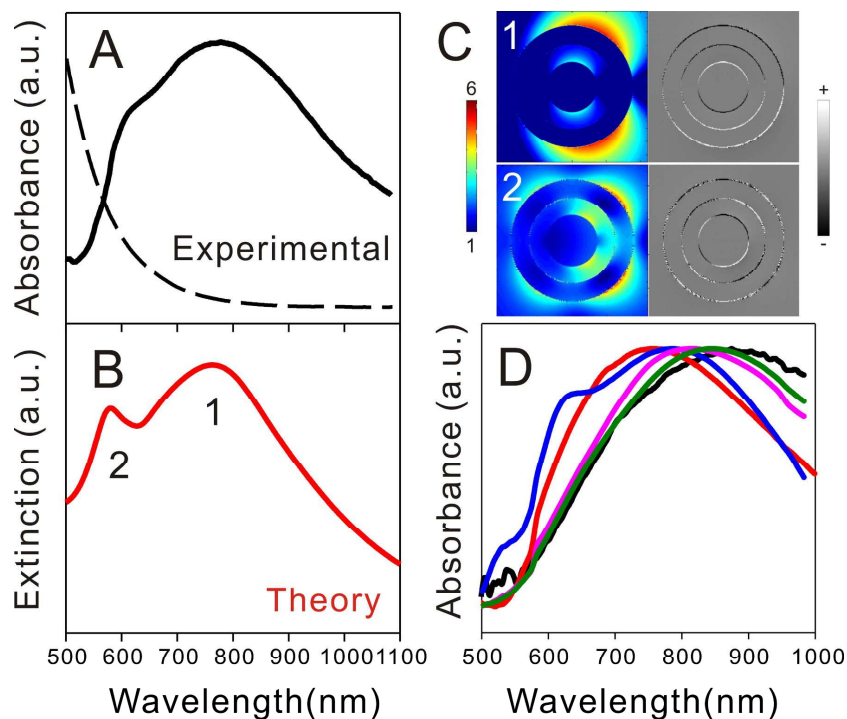 A
Absorbance (a.u.)
Experimental
B
Extinction (a.u.)
1
2
Theory
500 600 700 800 900 1000 1100
Wavelength(nm)
C
1
6
1
2
+
-
D
Absorbance (a.u.)
500 600 700 800 900 1000
Wavelength(nm)